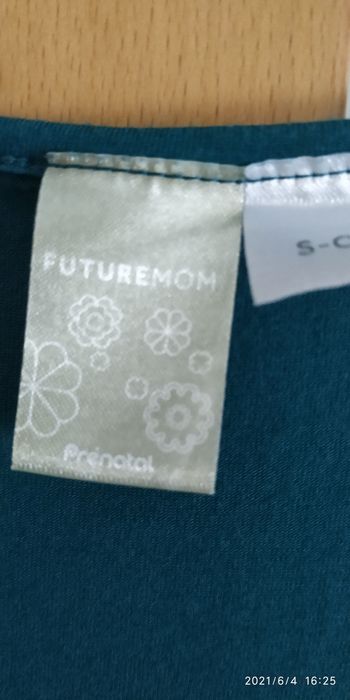 FUTUREMOM
Prénatal
S-C
2021/6/4 16:25